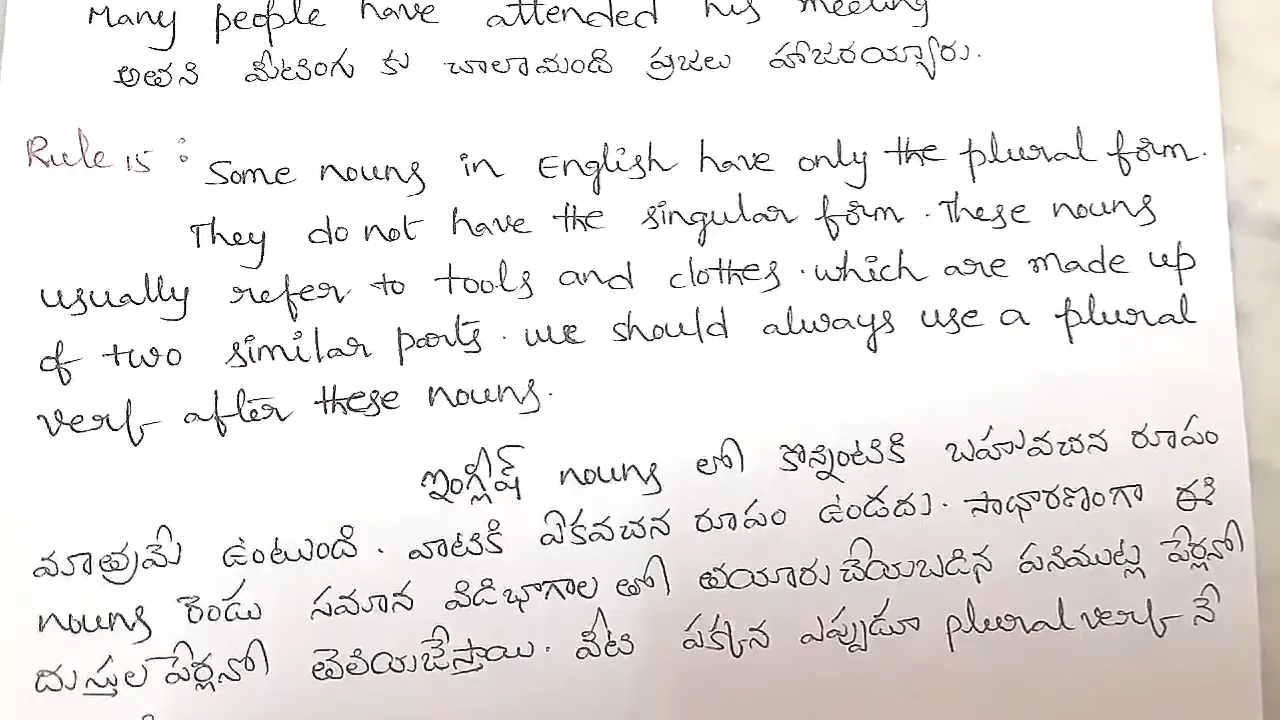 Many people have attended his meeting
అతని మీటింగు కు చాలామంది ప్రజలు హాజరయ్యారు.
Rule 15 : Some nouns in English have only the plural form.
They do not have the singular form. These nouns
usually refer to tools and clothes. which are made up
of two similar parts. we should always use a plural
verb after these nouns.
ఇంగ్లీష్ nouns లో కొన్నింటికి బహువచన రూపం
మాత్రమే ఉంటుంది. వాటికి ఏకవచన రూపం ఉండదు. సాధారణంగా ఈ
nouns రెండు సమాన విడిభాగాల తో తయారుచేయబడిన పనిముట్ల పేర్లనో
దుస్తుల పేర్లనో తెలియజేస్తాయి. వీటి పక్కన ఎప్పుడూ plural verb నే